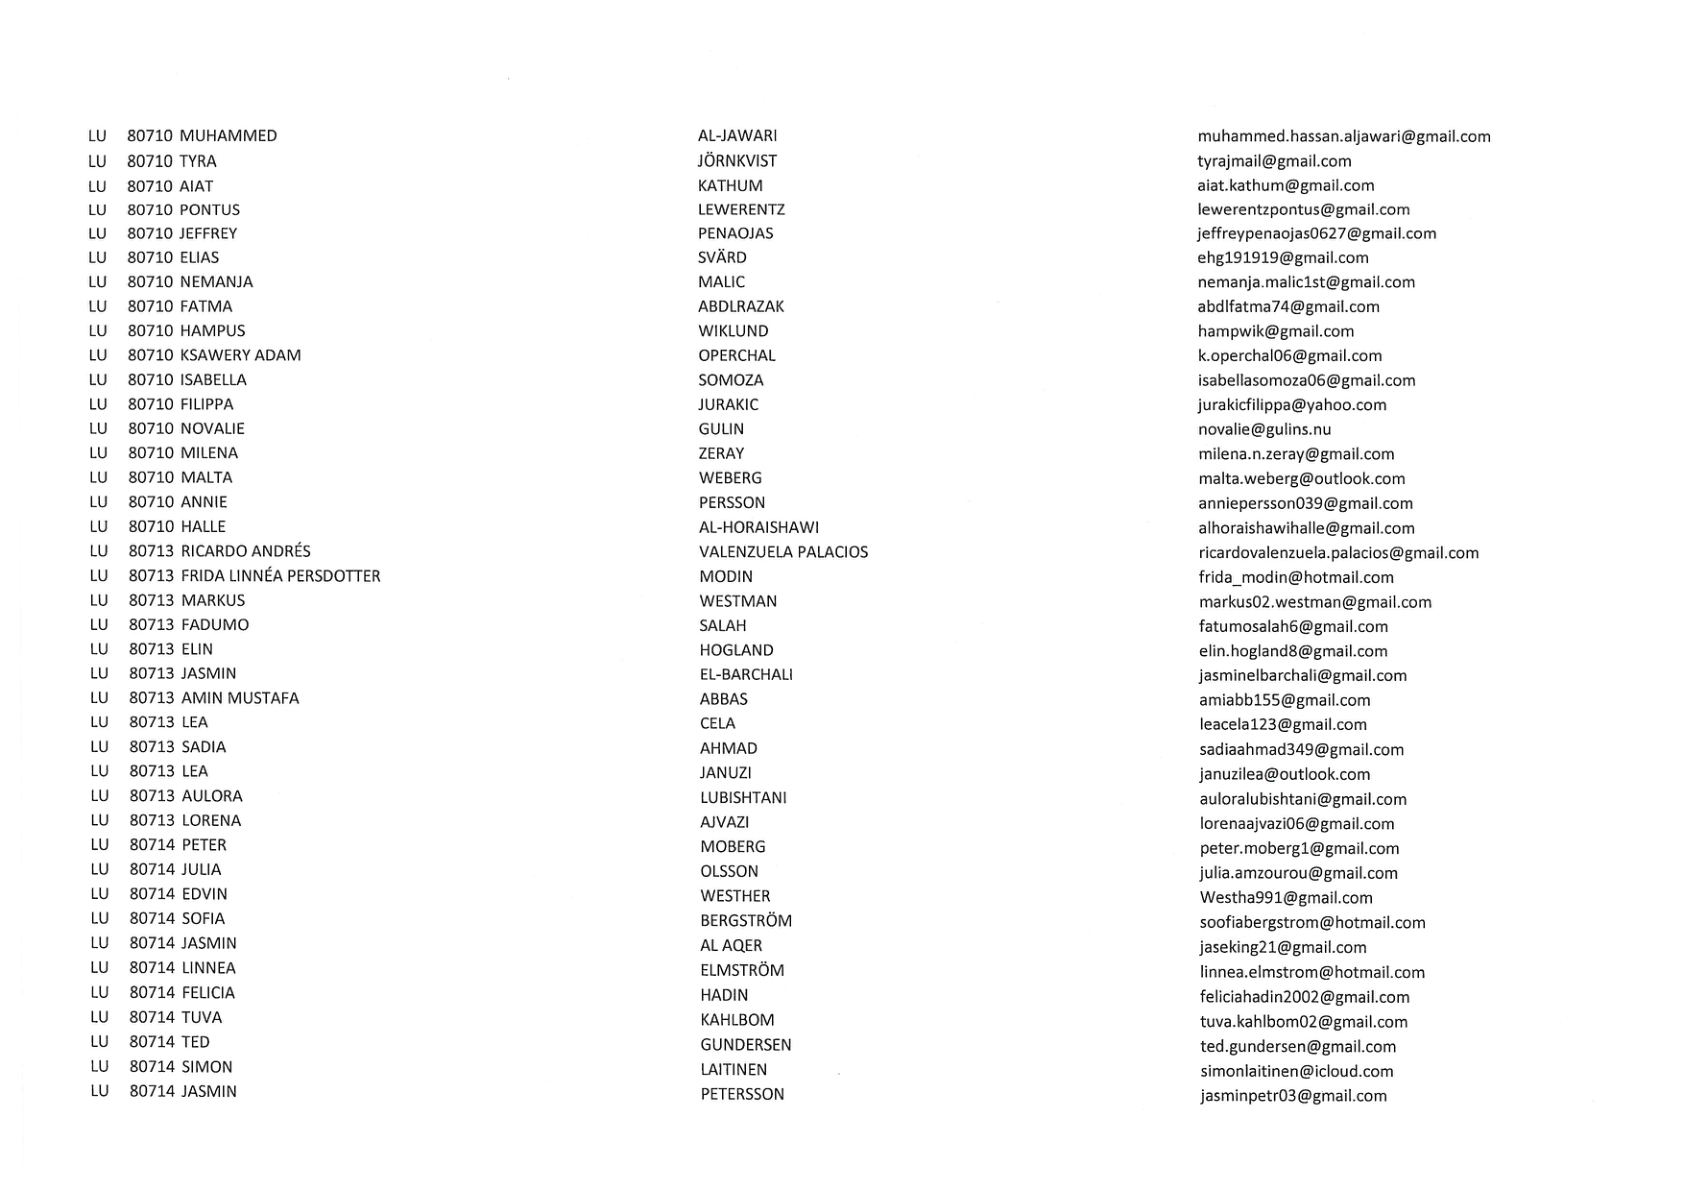 LU 80710 MUHAMMED AL-JAWARI muhammed.hassan.aljawari@gmail.com
LU 80710 TYRA JÖRNKVIST tyrajmail@gmail.com
LU 80710 AIAT KATHUM aiat.kathum@gmail.com
LU 80710 PONTUS LEWERENTZ lewerentzpontus@gmail.com
LU 80710 JEFFREY PENAOJAS jeffreypenaojas0627@gmail.com
LU 80710 ELIAS SVÄRD ehg191919@gmail.com
LU 80710 NEMANJA MALIC nemanja.malic1st@gmail.com
LU 80710 FATMA ABDLRAZAK abdlfatma74@gmail.com
LU 80710 HAMPUS WIKLUND hampwik@gmail.com
LU 80710 KSAWERY ADAM OPERCHAL k.operchal06@gmail.com
LU 80710 ISABELLA SOMOZA isabellasomoza06@gmail.com
LU 80710 FILIPPA JURAKIC jurakicfilippa@yahoo.com
LU 80710 NOVALIE GULIN novalie@gulins.nu
LU 80710 MILENA ZERAY milena.n.zeray@gmail.com
LU 80710 MALTA WEBERG malta.weberg@outlook.com
LU 80710 ANNIE PERSSON anniepersson039@gmail.com
LU 80710 HALLE AL-HORAISHAWI alhoraishawihalle@gmail.com
LU 80713 RICARDO ANDRÉS VALENZUELA PALACIOS ricardovalenzuela.palacios@gmail.com
LU 80713 FRIDA LINNÉA PERSDOTTER MODIN frida_modin@hotmail.com
LU 80713 MARKUS WESTMAN markus02.westman@gmail.com
LU 80713 FADUMO SALAH fatumosalah6@gmail.com
LU 80713 ELIN HOGLAND elin.hogland8@gmail.com
LU 80713 JASMIN EL-BARCHALI jasminelbarchali@gmail.com
LU 80713 AMIN MUSTAFA ABBAS amiabb155@gmail.com
LU 80713 LEA CELA leacela123@gmail.com
LU 80713 SADIA AHMAD sadiaahmad349@gmail.com
LU 80713 LEA JANUZI januzilea@outlook.com
LU 80713 AULORA LUBISHTANI auloralubishtani@gmail.com
LU 80713 LORENA AJVAZI lorenaajvazi06@gmail.com
LU 80714 PETER MOBERG peter.moberg1@gmail.com
LU 80714 JULIA OLSSON julia.amzourou@gmail.com
LU 80714 EDVIN WESTHER Westha991@gmail.com
LU 80714 SOFIA BERGSTRÖM soofiabergstrom@hotmail.com
LU 80714 JASMIN AL AQER jaseking21@gmail.com
LU 80714 LINNEA ELMSTRÖM linnea.elmstrom@hotmail.com
LU 80714 FELICIA HADIN feliciahadin2002@gmail.com
LU 80714 TUVA KAHLBOM tuva.kahlbom02@gmail.com
LU 80714 TED GUNDERSEN ted.gundersen@gmail.com
LU 80714 SIMON LAITINEN simonlaitinen@icloud.com
LU 80714 JASMIN PETERSSON jasminpetr03@gmail.com